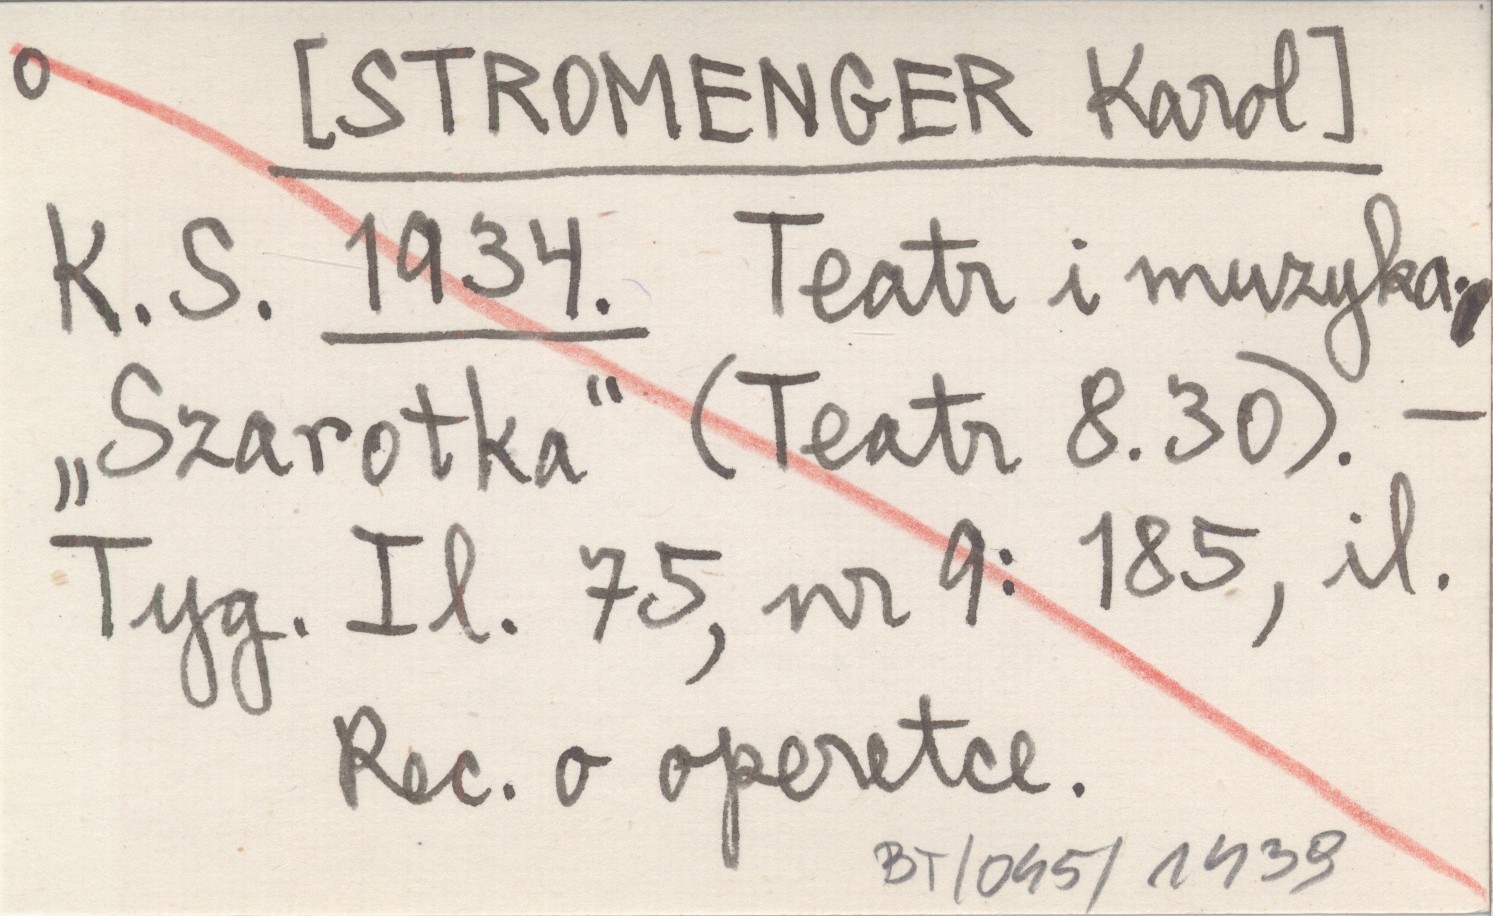 o [STROMENGER Karol]
K. S. 1934. Teatr i muzyka.
„Szarotka" (Teatr 8.30). —
Tyg. Il. 75, nr 9: 185, il.
Rec. o operetce.
BT/045/ 1939